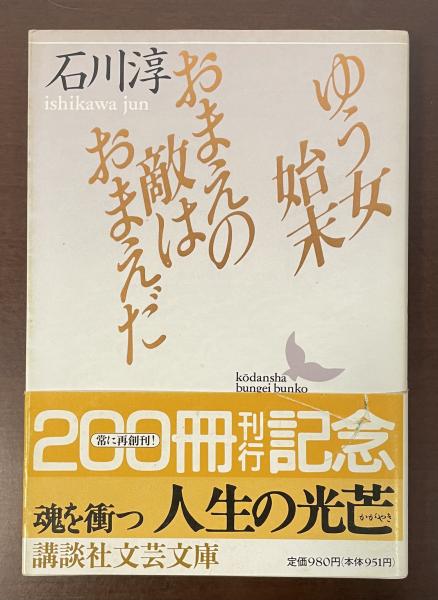 石川淳
ishikawa jun
ゆう女
始末
おまえの
敵は
おまえだ
kōdansha
bungei bunko
200冊刊行記念
常に再創刊!
魂を衝つ 人生の光芒
かがやき
講談社文芸文庫
定価980円(本体951円)